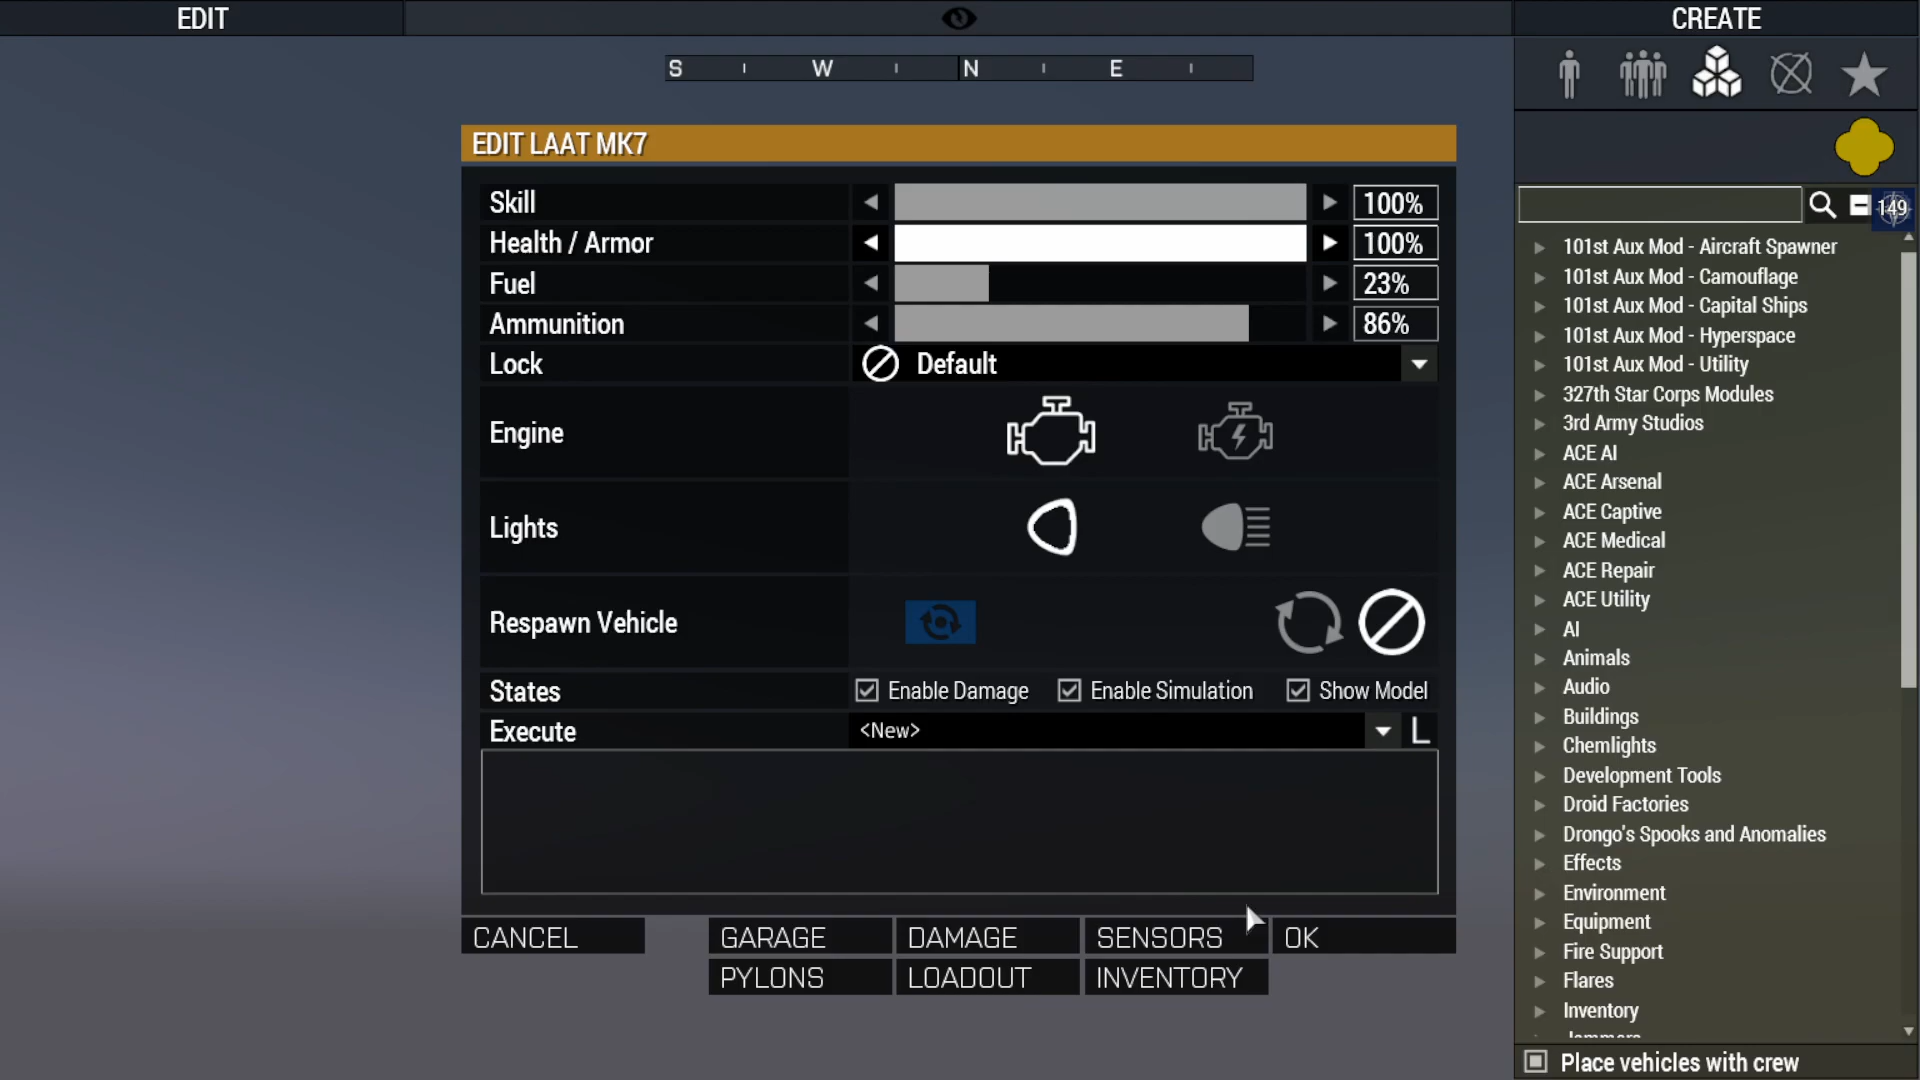 EDIT
CREATE
S W N E
EDIT LAAT MK7
Skill 100%
Health / Armor 100%
Fuel 23%
Ammunition 86%
Lock Default
Engine
Lights
Respawn Vehicle
States Enable Damage Enable Simulation Show Model
Execute <New> L
CANCEL GARAGE DAMAGE SENSORS OK
PYLONS LOADOUT INVENTORY
149
101st Aux Mod - Aircraft Spawner
101st Aux Mod - Camouflage
101st Aux Mod - Capital Ships
101st Aux Mod - Hyperspace
101st Aux Mod - Utility
327th Star Corps Modules
3rd Army Studios
ACE AI
ACE Arsenal
ACE Captive
ACE Medical
ACE Repair
ACE Utility
AI
Animals
Audio
Buildings
Chemlights
Development Tools
Droid Factories
Drongo's Spooks and Anomalies
Effects
Environment
Equipment
Fire Support
Flares
Inventory
Place vehicles with crew